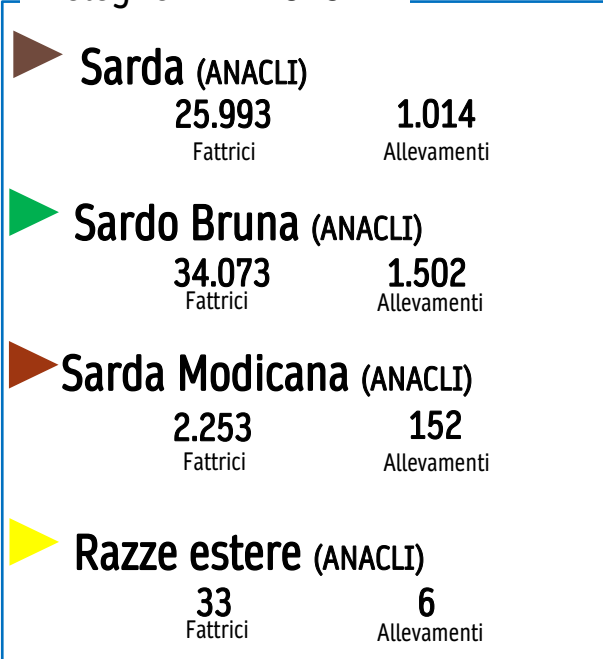 Sarda (ANACLI)
25.993 1.014
Fattrici Allevamenti
Sardo Bruna (ANACLI)
34.073 1.502
Fattrici Allevamenti
Sarda Modicana (ANACLI)
2.253 152
Fattrici Allevamenti
Razze estere (ANACLI)
33 6
Fattrici Allevamenti